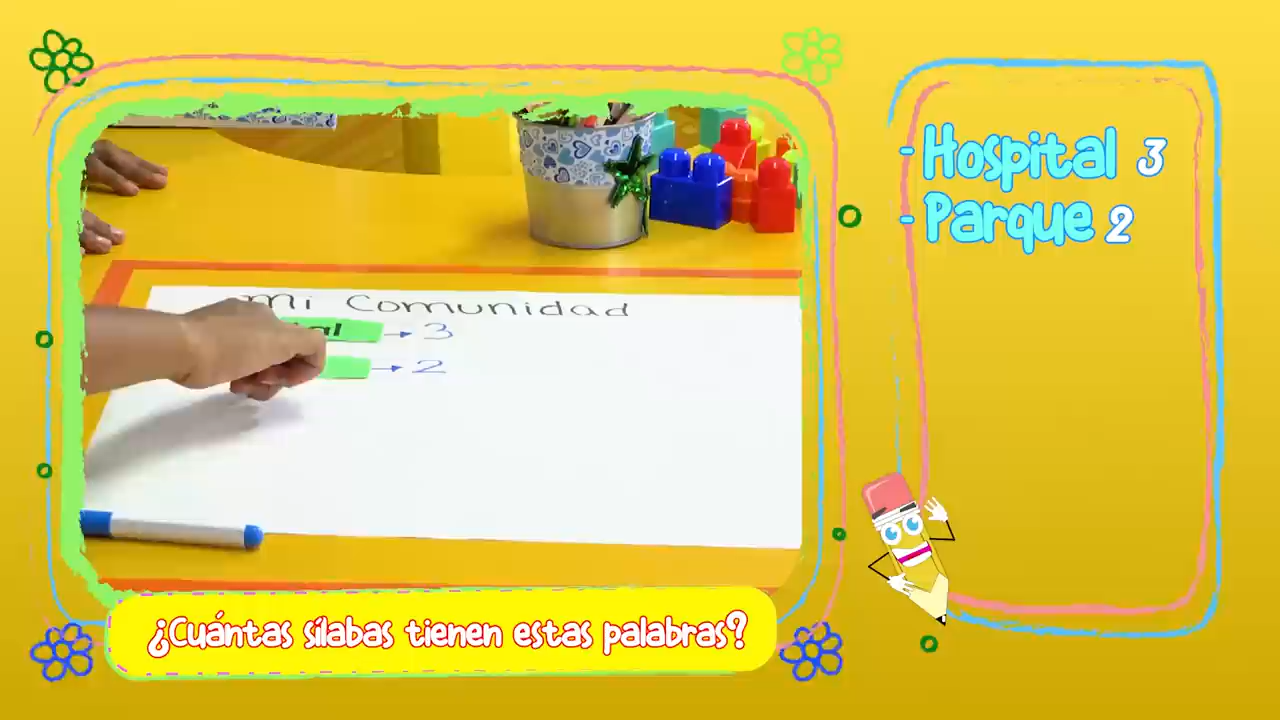 Mi Comunidad
→ 3
→ 2
¿Cuántas sílabas tienen estas palabras?
- Hospital 3
- Parque 2